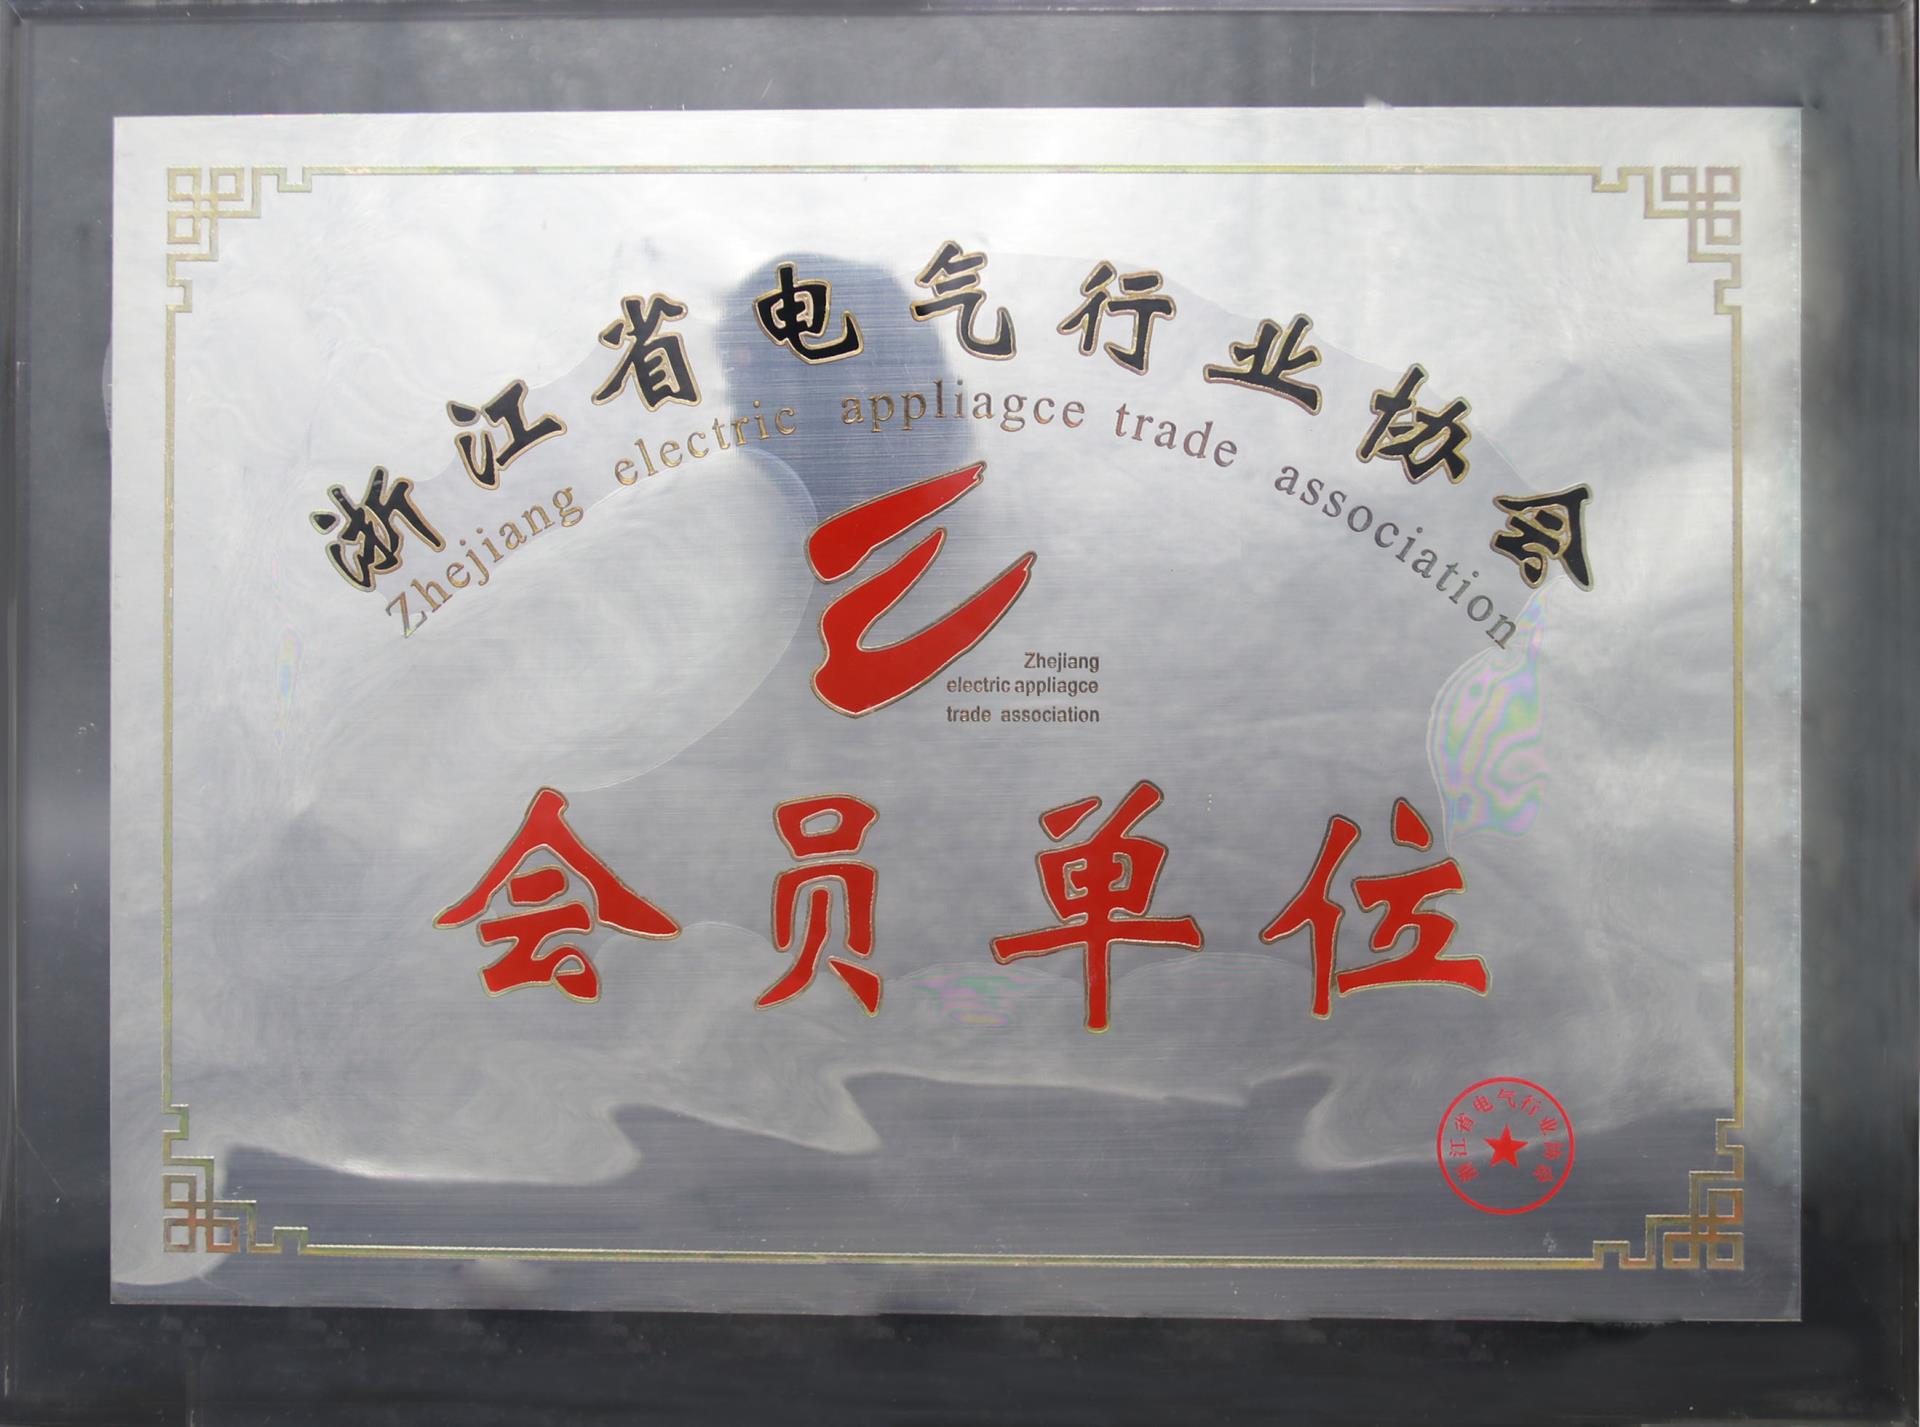 浙江省电气行业协会
Zhejiang electric appliagce trade association
Zhejiang
electric appliagce
trade association
会员单位
浙江省电气行业协会